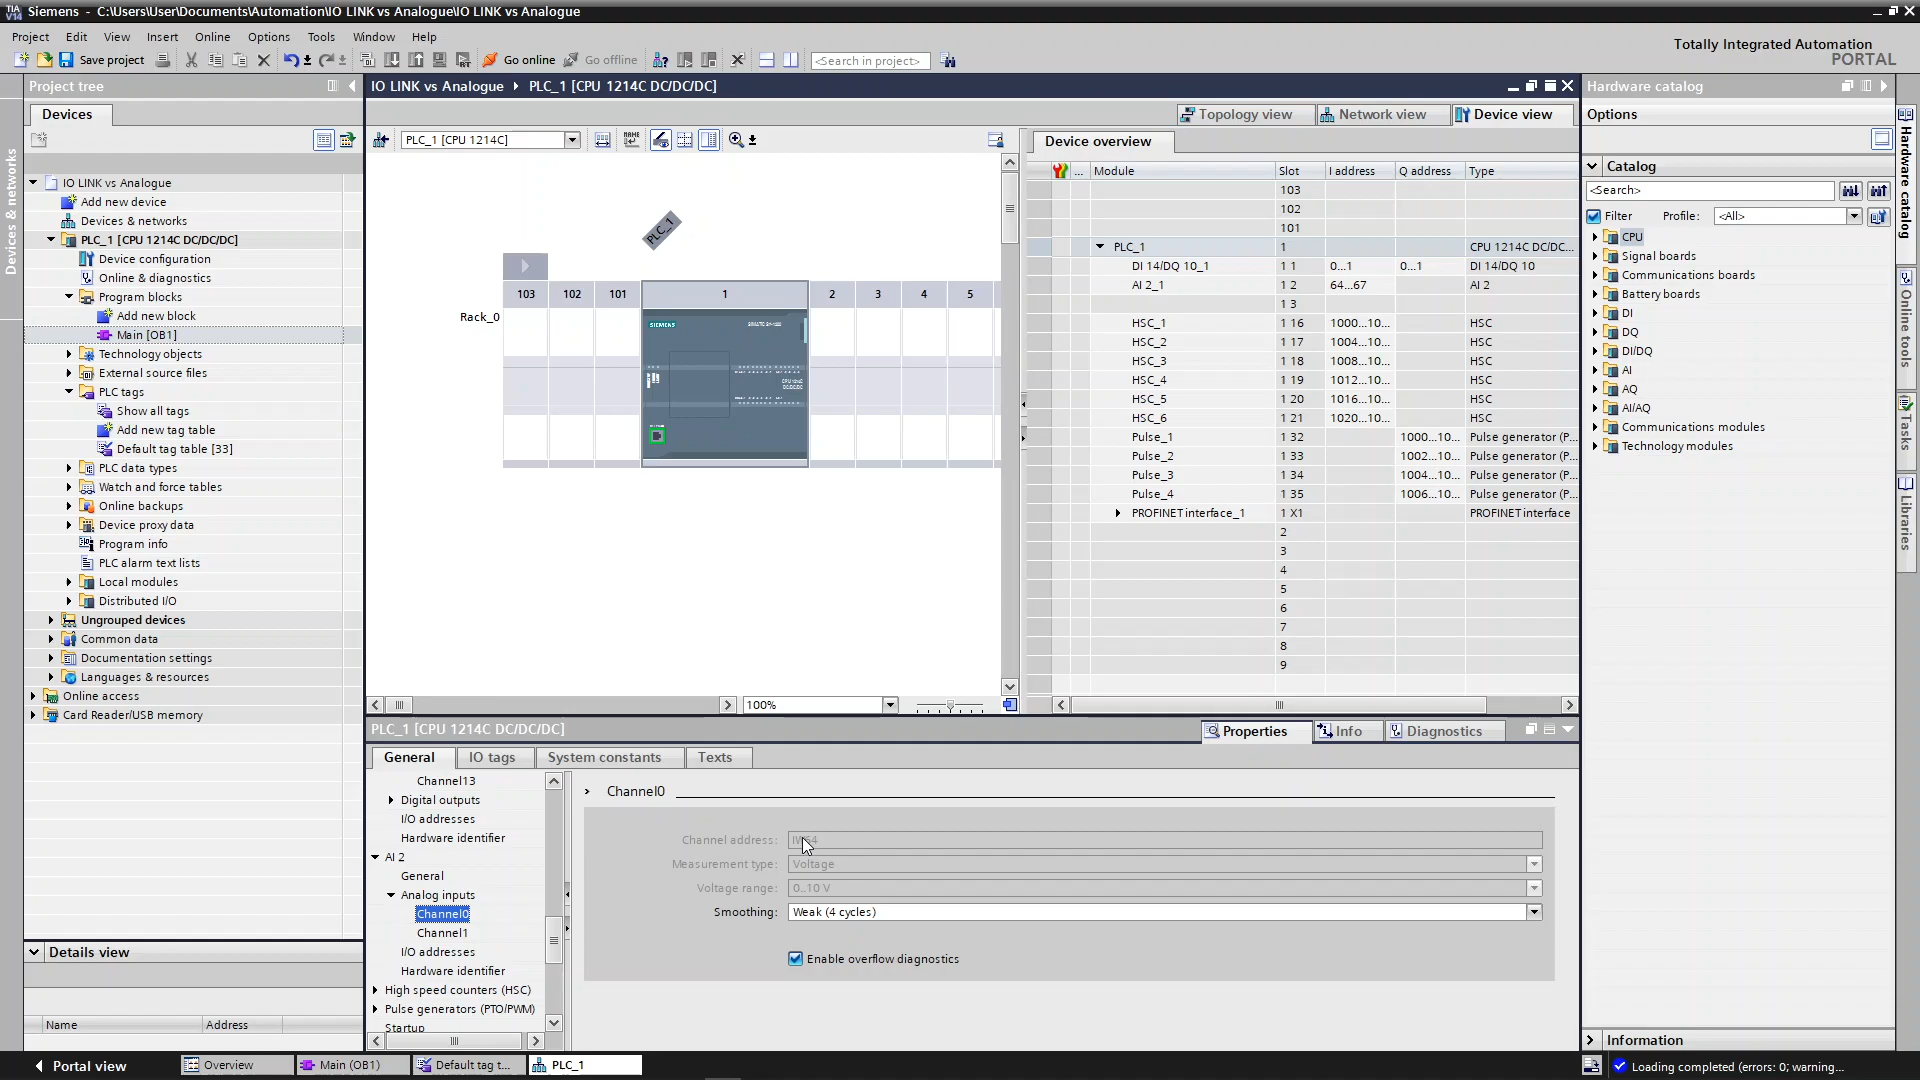 Siemens - C:\Users\User\Documents\Automation\IO LINK vs Analogue\IO LINK vs Analogue
Project Edit View Insert Online Options Tools Window Help
Totally Integrated Automation
PORTAL
Save project
Go online
Go offline
<Search in project>
Project tree
Devices
Devices & networks
IO LINK vs Analogue
Add new device
Devices & networks
PLC_1 [CPU 1214C DC/DC/DC]
Device configuration
Online & diagnostics
Program blocks
Add new block
Main [OB1]
Technology objects
External source files
PLC tags
Show all tags
Add new tag table
Default tag table [33]
PLC data types
Watch and force tables
Online backups
Device proxy data
Program info
PLC alarm text lists
Local modules
Distributed I/O
Ungrouped devices
Common data
Documentation settings
Languages & resources
Online access
Card Reader/USB memory
Details view
Name Address
IO LINK vs Analogue PLC_1 [CPU 1214C DC/DC/DC]
Topology view Network view Device view
PLC_1 [CPU 1214C]
PLC_1
103 102 101 1 2 3 4 5
Rack_0
SIEMENS
100%
Device overview
... Module Slot I address Q address Type
103
102
101
PLC_1 1 CPU 1214C DC/DC...
DI 14/DQ 10_1 1 1 0...1 0...1 DI 14/DQ 10
AI 2_1 1 2 64...67 AI 2
1 3
HSC_1 1 16 1000...10... HSC
HSC_2 1 17 1004...10... HSC
HSC_3 1 18 1008...10... HSC
HSC_4 1 19 1012...10... HSC
HSC_5 1 20 1016...10... HSC
HSC_6 1 21 1020...10... HSC
Pulse_1 1 32 1000...10... Pulse generator (P...
Pulse_2 1 33 1002...10... Pulse generator (P...
Pulse_3 1 34 1004...10... Pulse generator (P...
Pulse_4 1 35 1006...10... Pulse generator (P...
PROFINET interface_1 1 X1 PROFINET interface
2
3
4
5
6
7
8
9
PLC_1 [CPU 1214C DC/DC/DC]
Properties Info Diagnostics
General IO tags System constants Texts
Channel13
Digital outputs
I/O addresses
Hardware identifier
AI 2
General
Analog inputs
Channel0
Channel1
I/O addresses
Hardware identifier
High speed counters (HSC)
Pulse generators (PTO/PWM)
Startup
Channel0
Channel address:
Measurement type: Voltage
Voltage range: 0..10 V
Smoothing: Weak (4 cycles)
Enable overflow diagnostics
Hardware catalog
Options
Catalog
<Search>
Filter Profile: <All>
CPU
Signal boards
Communications boards
Battery boards
DI
DQ
DI/DQ
AI
AQ
AI/AQ
Communications modules
Technology modules
Information
Hardware catalog
Online tools
Tasks
Libraries
Portal view Overview Main (OB1) Default tag t... PLC_1
Loading completed (errors: 0; warning...